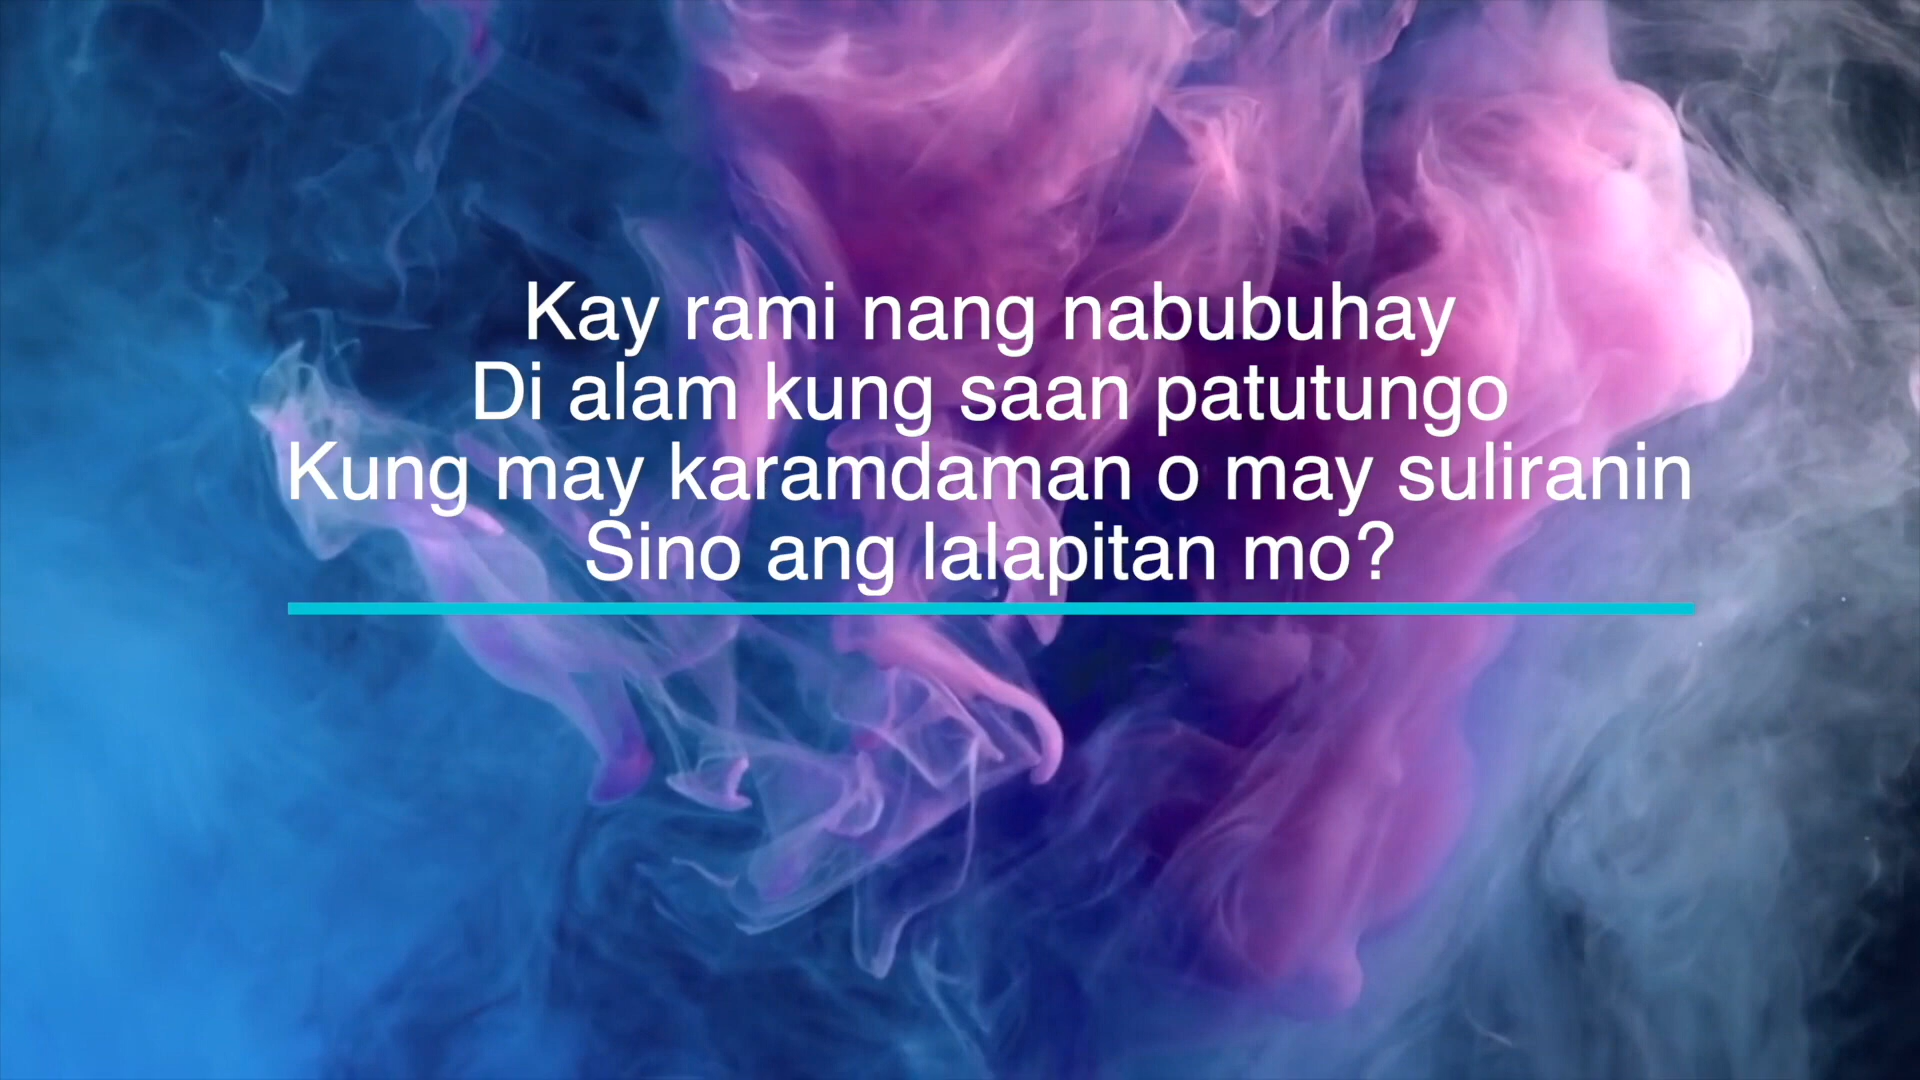 Kay rami nang nabubuhay
Di alam kung saan patutungo
Kung may karamdaman o may suliranin
Sino ang lalapitan mo?